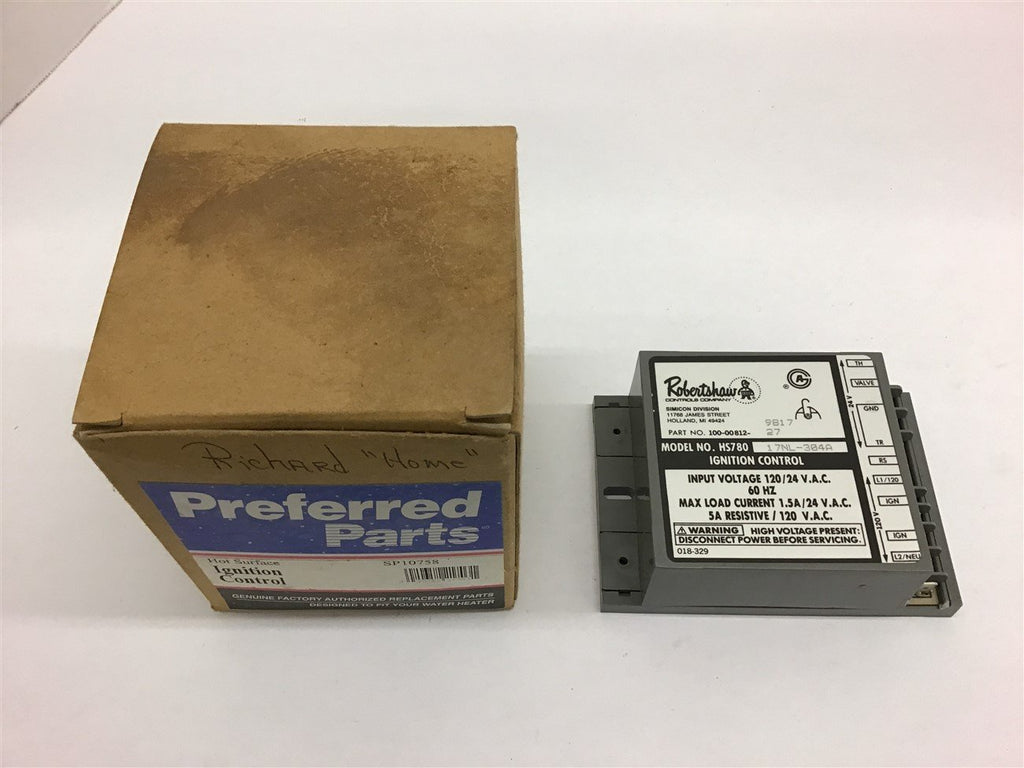 Richard "Home"
Preferred
Parts
Hot Surface
Ignition
Control
SP10758
GENUINE FACTORY AUTHORIZED REPLACEMENT PARTS
DESIGNED TO FIT YOUR WATER HEATER
Robertshaw
CONTROLS COMPANY
SIMICON DIVISION
11768 JAMES STREET
HOLLAND, MI 49424
9817
PART NO. 100-00812- 27
MODEL NO. HS780 17NL-304A
IGNITION CONTROL
INPUT VOLTAGE 120/24 V.A.C.
60 HZ
MAX LOAD CURRENT 1.5A/24 V.A.C.
5A RESISTIVE/120 V.A.C.
WARNING HIGH VOLTAGE PRESENT:
DISCONNECT POWER BEFORE SERVICING.
018-329
TH
VALVE
24 V
GND
TR
RS
L1/120
IGN
120 V
IGN
L2/NEU